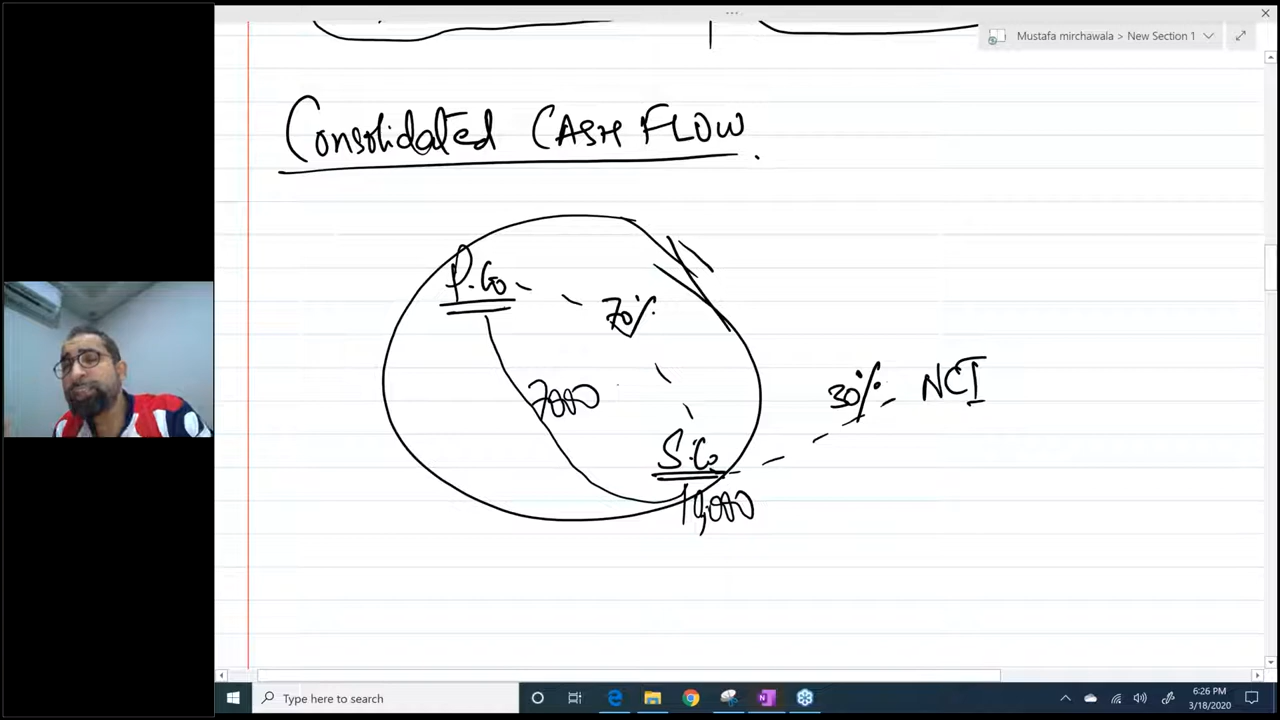 Mustafa mirchawala > New Section 1
Consolidated CASH FLOW.
P.Co
70%
7000
30% NCI
S.Co
10,000
Type here to search
6:26 PM
3/18/2020